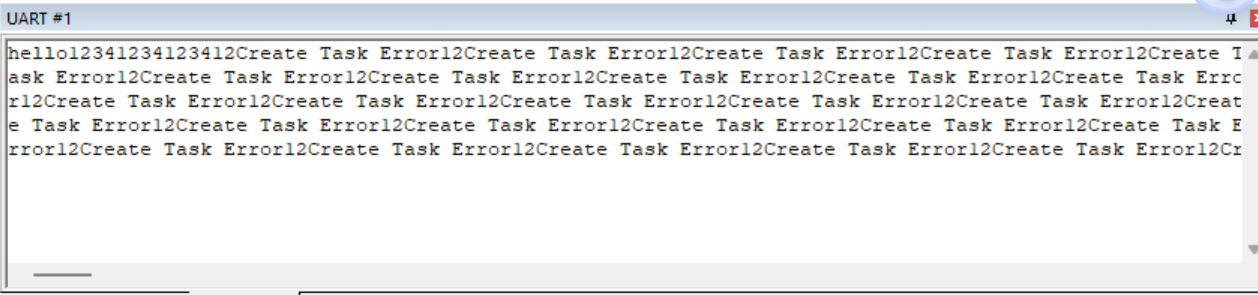 UART #1
hello12341234123412Create Task Error12Create Task Error12Create Task Error12Create Task Error12Create T
ask Error12Create Task Error12Create Task Error12Create Task Error12Create Task Error12Create Task Erro
r12Create Task Error12Create Task Error12Create Task Error12Create Task Error12Create Task Error12Creat
e Task Error12Create Task Error12Create Task Error12Create Task Error12Create Task Error12Create Task E
rror12Create Task Error12Create Task Error12Create Task Error12Create Task Error12Create Task Error12Cr